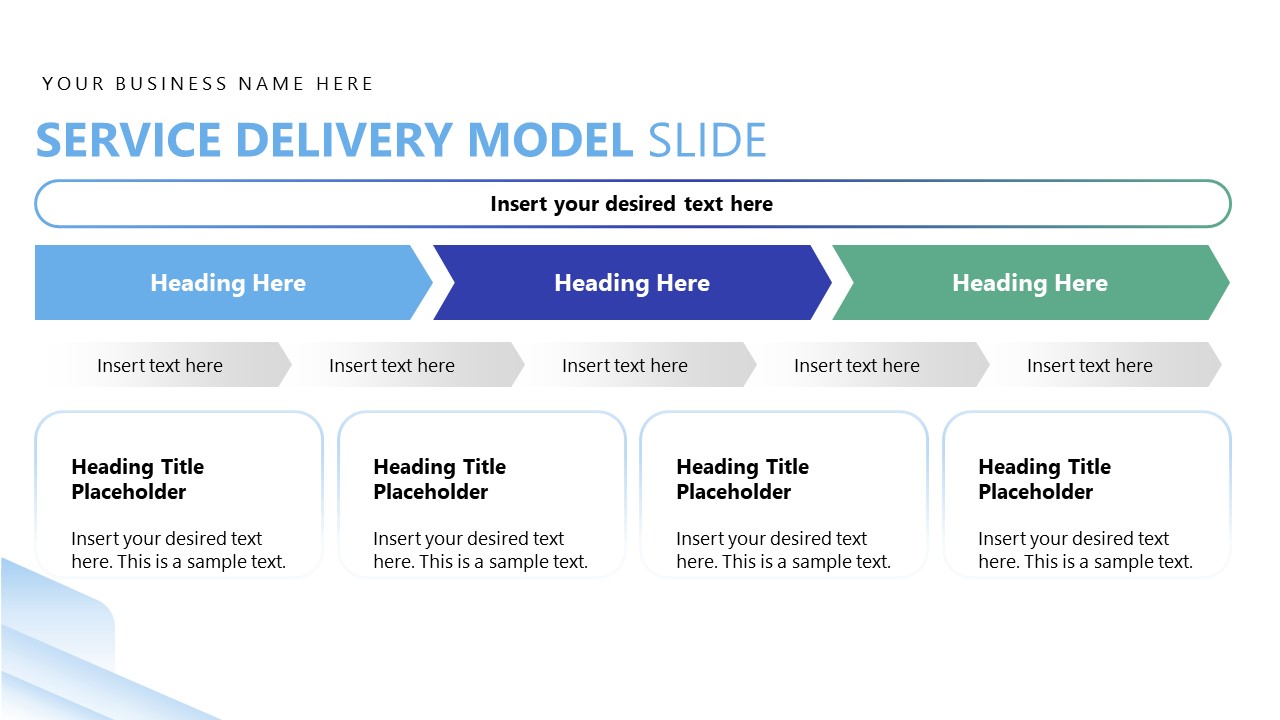 YOUR BUSINESS NAME HERE
SERVICE DELIVERY MODEL SLIDE
Insert your desired text here
Heading Here
Heading Here
Heading Here
Insert text here
Insert text here
Insert text here
Insert text here
Insert text here
Heading Title
Placeholder
Insert your desired text
here. This is a sample text.
Heading Title
Placeholder
Insert your desired text
here. This is a sample text.
Heading Title
Placeholder
Insert your desired text
here. This is a sample text.
Heading Title
Placeholder
Insert your desired text
here. This is a sample text.